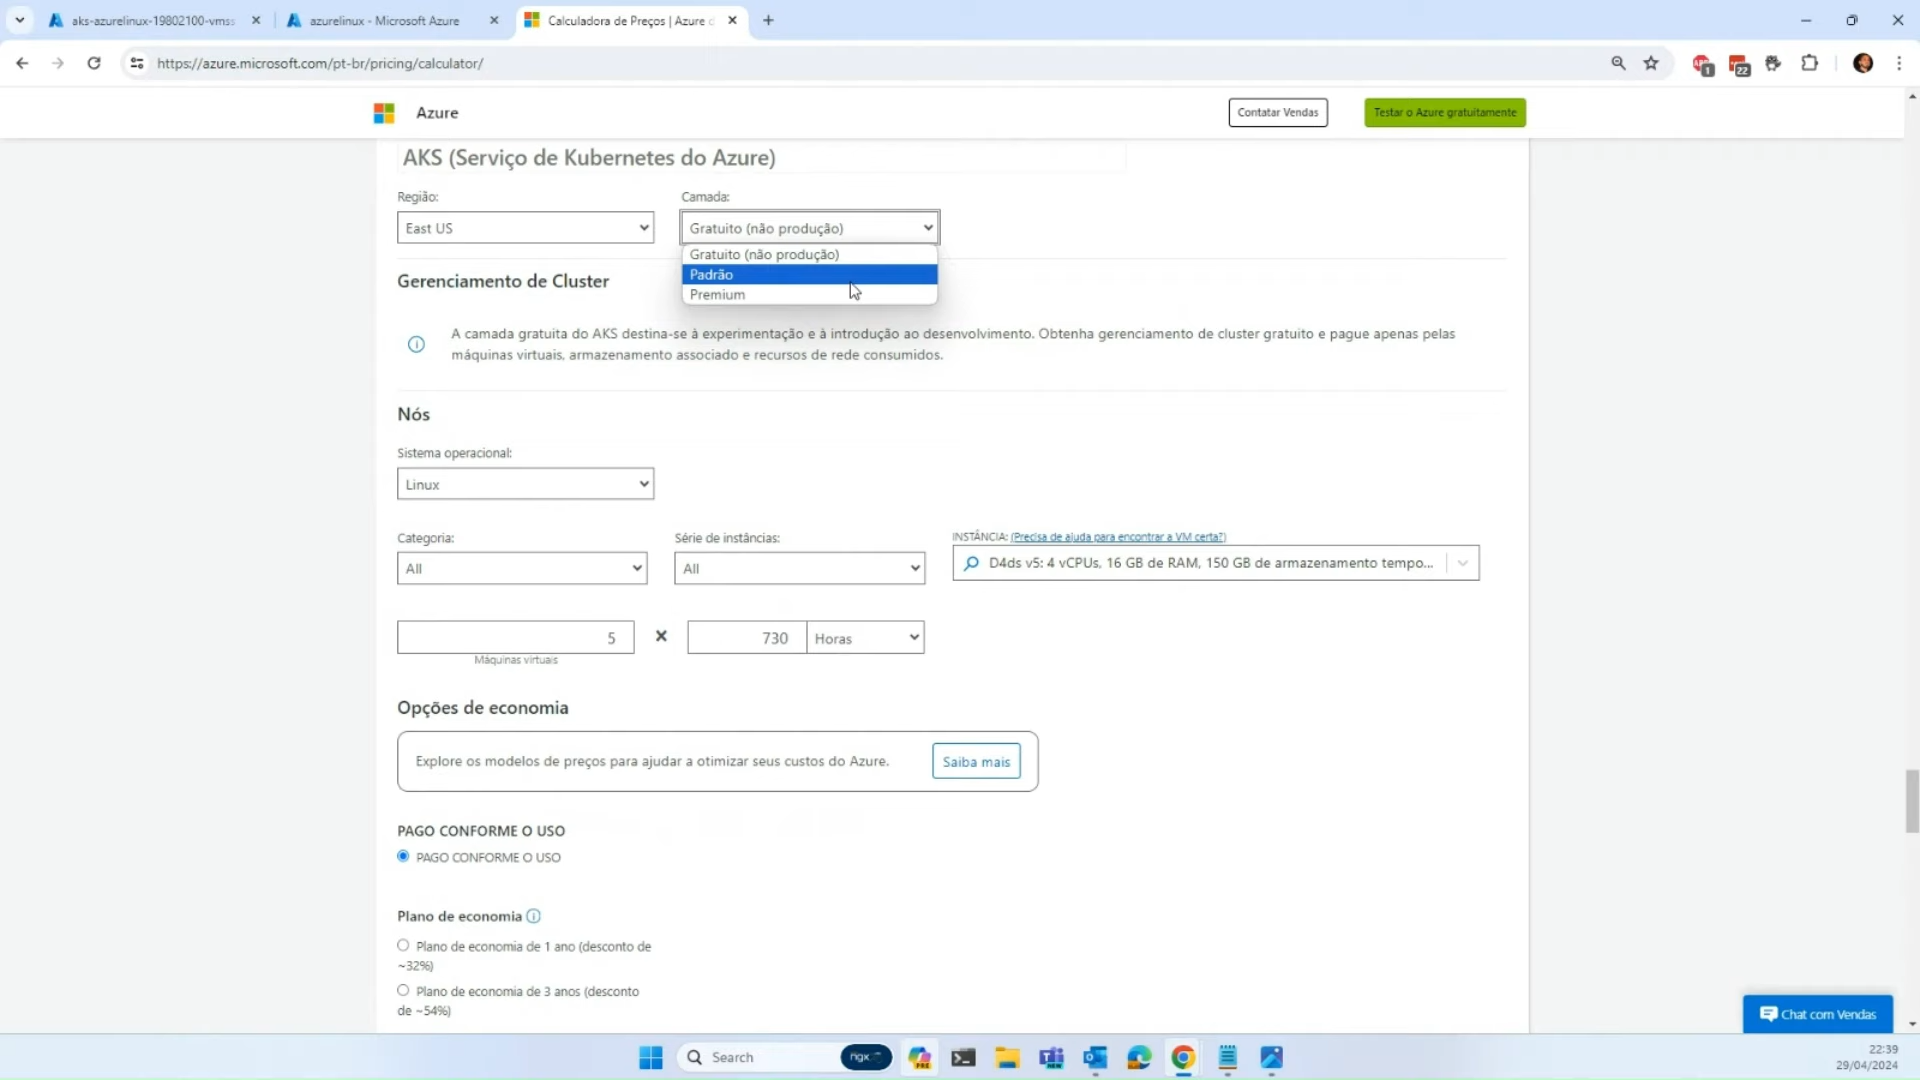 aks-azurelinux-19802100-vmss
azurelinux - Microsoft Azure
Calculadora de Preços | Azure d
https://azure.microsoft.com/pt-br/pricing/calculator/
1
22
Azure
Contatar Vendas
Testar o Azure gratuitamente
AKS (Serviço de Kubernetes do Azure)
Região:
Camada:
East US
Gratuito (não produção)
Gratuito (não produção)
Padrão
Premium
Gerenciamento de Cluster
A camada gratuita do AKS destina-se à experimentação e à introdução ao desenvolvimento. Obtenha gerenciamento de cluster gratuito e pague apenas pelas
máquinas virtuais, armazenamento associado e recursos de rede consumidos.
Nós
Sistema operacional:
Linux
Categoria:
Série de instâncias:
INSTÂNCIA: (Precisa de ajuda para encontrar a VM certa?)
All
All
D4ds v5: 4 vCPUs, 16 GB de RAM, 150 GB de armazenamento tempo...
5
730
Horas
Máquinas virtuais
Opções de economia
Explore os modelos de preços para ajudar a otimizar seus custos do Azure.
Saiba mais
PAGO CONFORME O USO
PAGO CONFORME O USO
Plano de economia
Plano de economia de 1 ano (desconto de
~32%)
Plano de economia de 3 anos (desconto
de ~54%)
Chat com Vendas
Search
PRE
NEW
22:39
29/04/2024